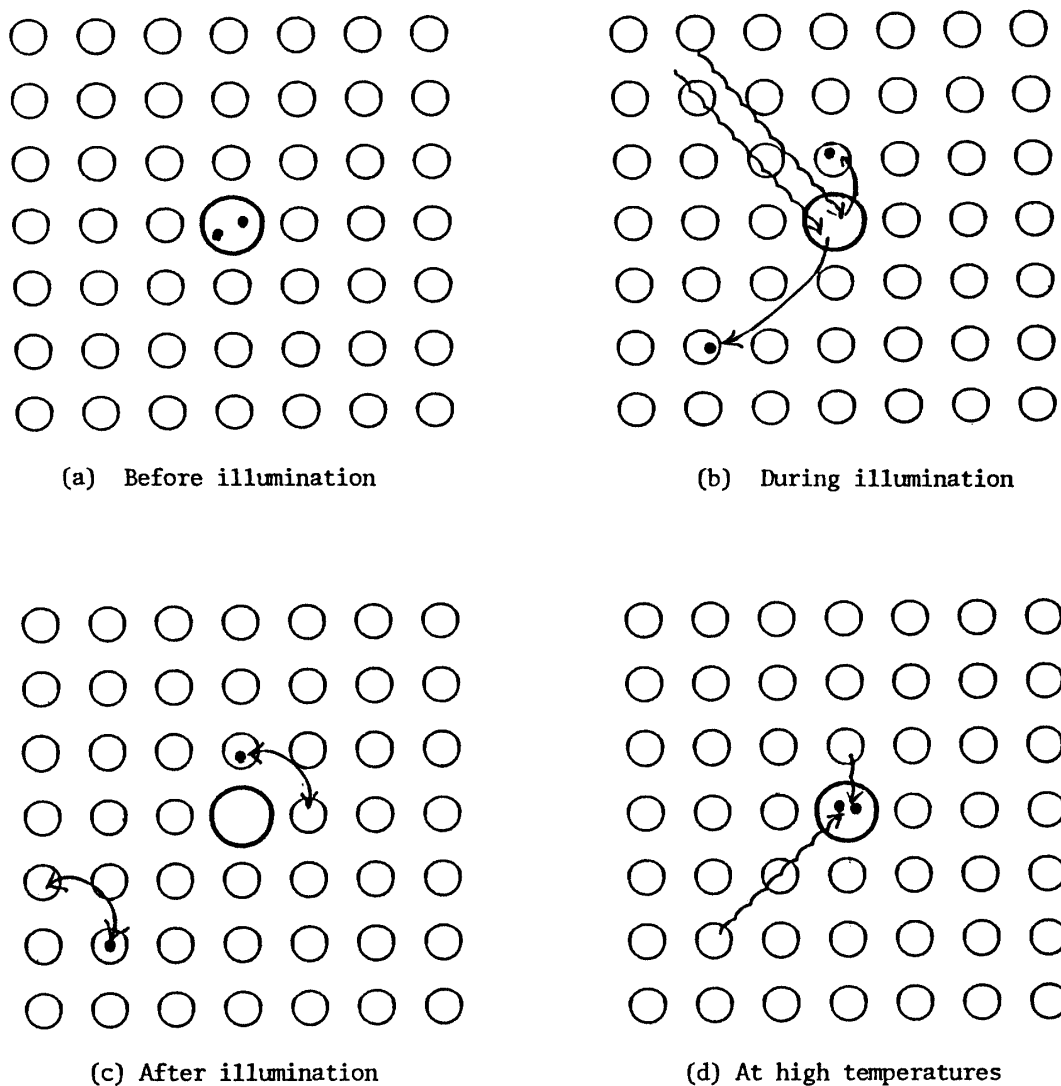 (a) Before illumination
(b) During illumination
(c) After illumination
(d) At high temperatures